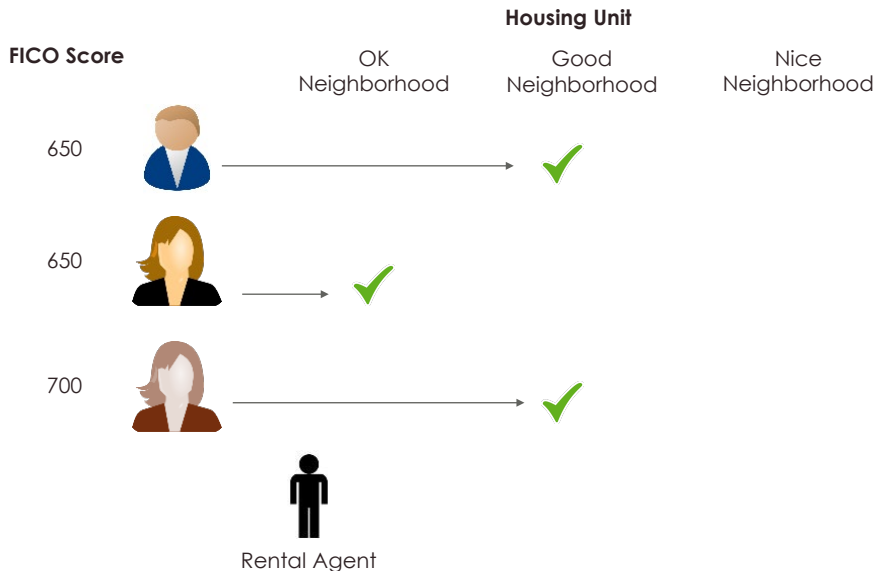 Housing Unit
FICO Score
OK
Neighborhood
Good
Neighborhood
Nice
Neighborhood
650
650
700
Rental Agent